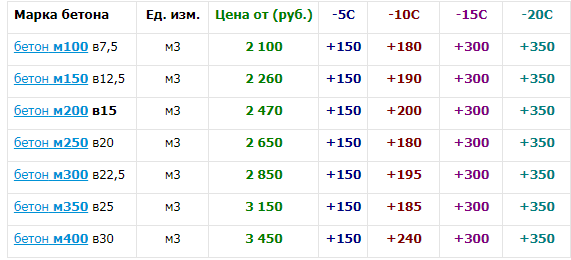 Марка бетона Ед. изм. Цена от (руб.) -5С -10С -15С -20С
бетон м100 в7,5 м3 2 100 +150 +180 +300 +350
бетон м150 в12,5 м3 2 260 +150 +190 +300 +350
бетон м200 в15 м3 2 470 +150 +200 +300 +350
бетон м250 в20 м3 2 650 +150 +180 +300 +350
бетон м300 в22,5 м3 2 850 +150 +195 +300 +350
бетон м350 в25 м3 3 150 +150 +185 +300 +350
бетон м400 в30 м3 3 450 +150 +240 +300 +350